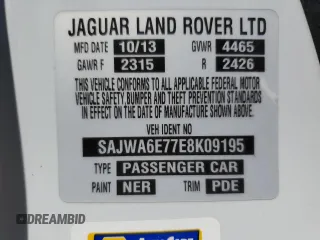 JAGUAR LAND ROVER LTD
MFD DATE 10/13 GVWR 4465
GAWR F 2315 R 2426
THIS VEHICLE CONFORMS TO ALL APPLICABLE FEDERAL MOTOR
VEHICLE SAFETY,BUMPER AND THEFT PREVENTION STANDARDS
IN EFFECT ON THE DATE OF MANUFACTURE SHOWN ABOVE
VEH IDENT NO
SAJWA6E77E8K09195
TYPE PASSENGER CAR
PAINT NER TRIM PDE
DREAMBID